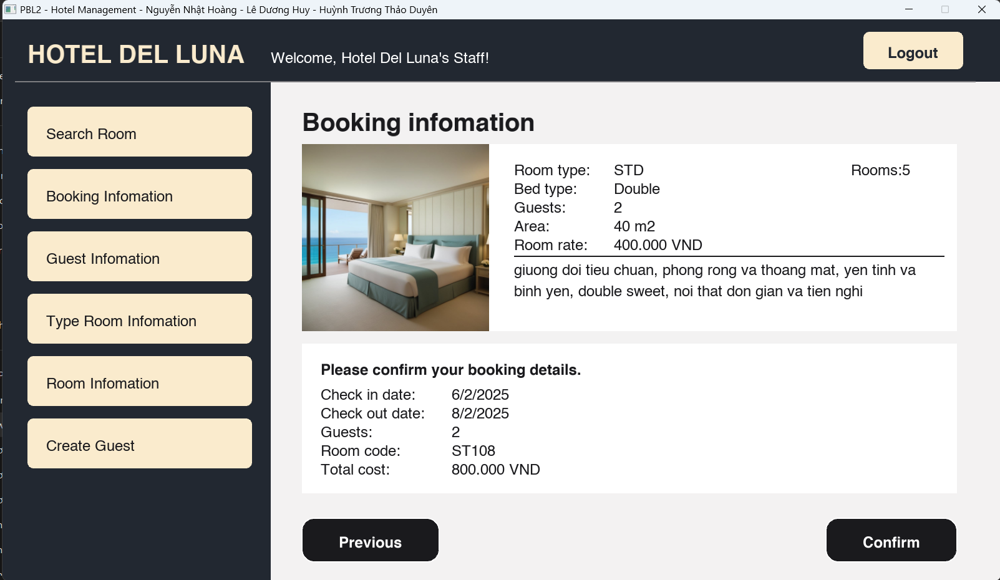 PBL2 - Hotel Management - Nguyễn Nhật Hoàng - Lê Dương Huy - Huỳnh Trương Thảo Duyên
HOTEL DEL LUNA
Welcome, Hotel Del Luna's Staff!
Logout
Search Room
Booking Infomation
Guest Infomation
Type Room Infomation
Room Infomation
Create Guest
Booking infomation
Room type: STD Rooms:5
Bed type: Double
Guests: 2
Area: 40 m2
Room rate: 400.000 VND
giuong doi tieu chuan, phong rong va thoang mat, yen tinh va
binh yen, double sweet, noi that don gian va tien nghi
Please confirm your booking details.
Check in date: 6/2/2025
Check out date: 8/2/2025
Guests: 2
Room code: ST108
Total cost: 800.000 VND
Previous
Confirm